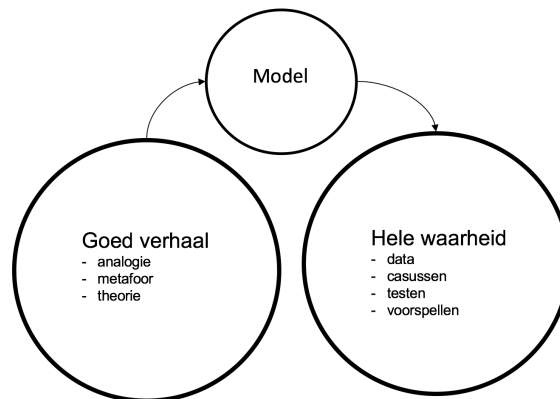 Model
Goed verhaal
- analogie
- metafoor
- theorie
Hele waarheid
- data
- casussen
- testen
- voorspellen